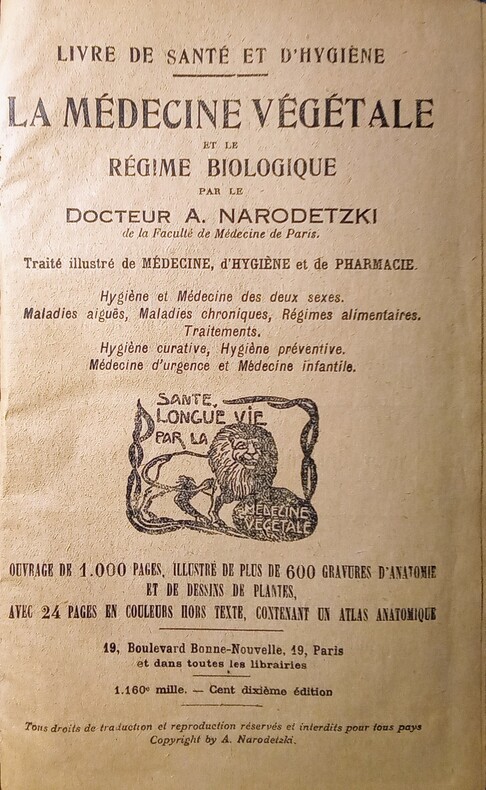 LIVRE DE SANTÉ ET D'HYGIÈNE
LA MÉDECINE VÉGÉTALE
ET LE
RÉGIME BIOLOGIQUE
PAR LE
DOCTEUR A. NARODETZKI
de la Faculté de Médecine de Paris.
Traité illustré de MÉDECINE, d'HYGIÈNE et de PHARMACIE.
Hygiène et Médecine des deux sexes.
Maladies aiguës, Maladies chroniques, Régimes alimentaires.
Traitements.
Hygiène curative, Hygiène préventive.
Médecine d'urgence et Médecine infantile.
SANTE,
LONGUE VIE
PAR LA
MEDECINE
VEGETALE
OUVRAGE DE 1.000 PAGES, ILLUSTRÉ DE PLUS DE 600 GRAVURES D'ANATOMIE
ET DE DESSINS DE PLANTES,
AVEC 24 PAGES EN COULEURS HORS TEXTE, CONTENANT UN ATLAS ANATOMIQUE
19, Boulevard Bonne-Nouvelle, 19, Paris
et dans toutes les librairies
1.160e mille. — Cent dixième édition
Tous droits de traduction et reproduction réservés et interdits pour tous pays
Copyright by A. Narodetzki.